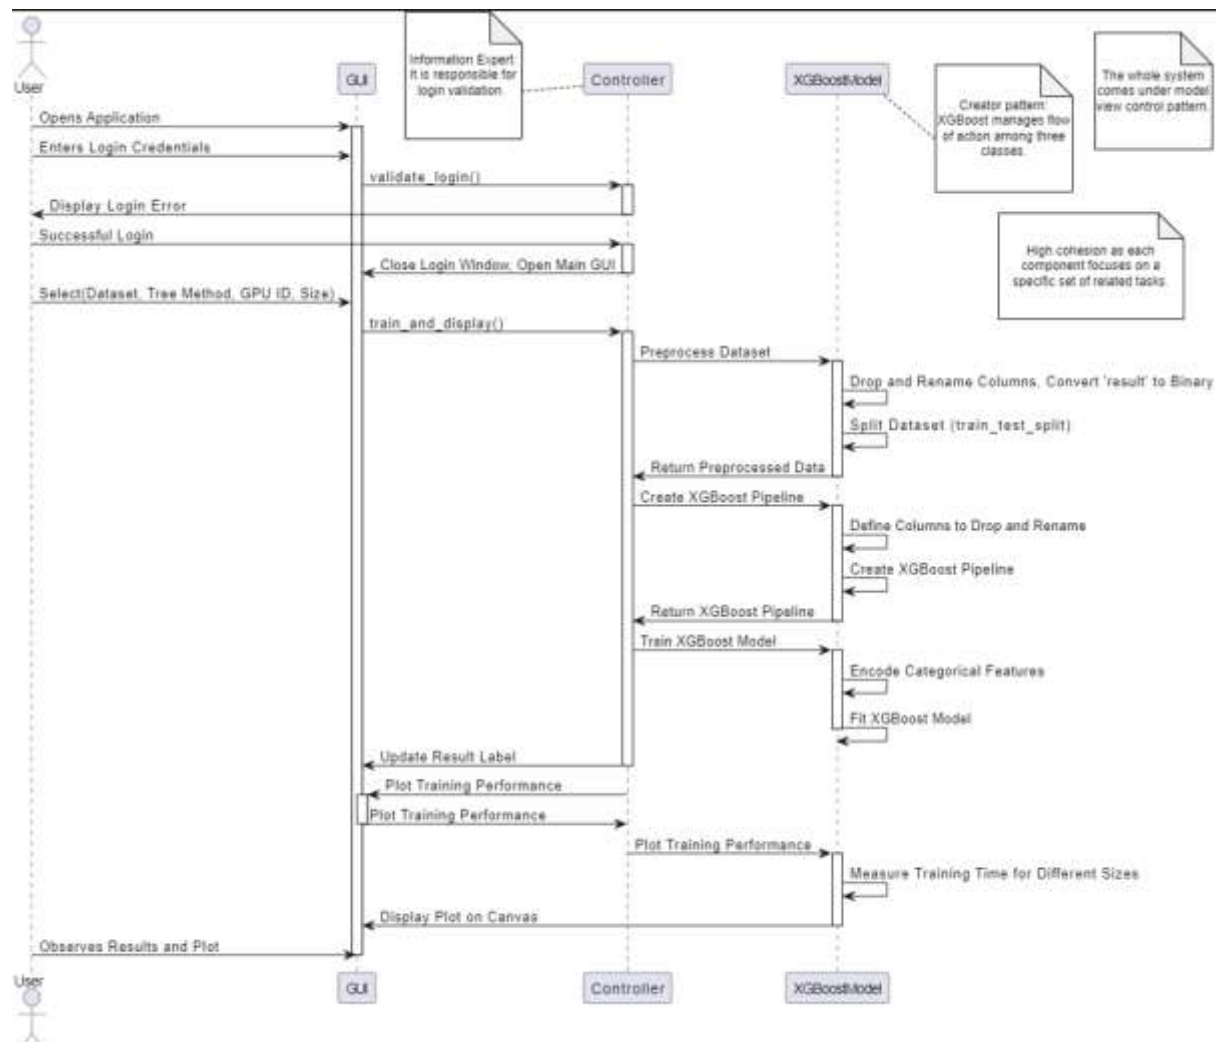 Information Expert
It is responsible for
login validation.
User
GUI
Controller
XGBoostModel
Creator pattern:
XGBoost manages flow
of action among three
classes.
The whole system
comes under model
view control pattern.
High cohesion as each
component focuses on a
specific set of related tasks.
Opens Application
Enters Login Credentials
validate_login()
Display Login Error
Successful Login
Close Login Window, Open Main GUI
Select(Dataset, Tree Method, GPU ID, Size)
train_and_display()
Preprocess Dataset
Drop and Rename Columns, Convert 'result' to Binary
Split Dataset (train_test_split)
Return Preprocessed Data
Create XGBoost Pipeline
Define Columns to Drop and Rename
Create XGBoost Pipeline
Return XGBoost Pipeline
Train XGBoost Model
Encode Categorical Features
Fit XGBoost Model
Update Result Label
Plot Training Performance
Plot Training Performance
Plot Training Performance
Measure Training Time for Different Sizes
Display Plot on Canvas
Observes Results and Plot
User
GUI
Controller
XGBoostModel